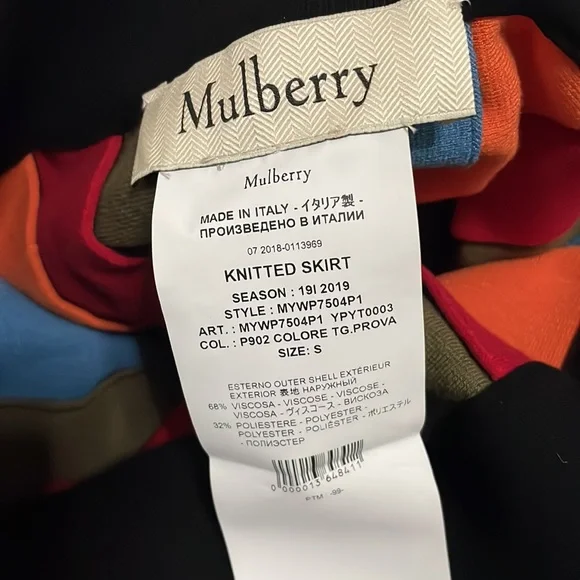 Mulberry
Mulberry
MADE IN ITALY - イタリア製 -
ПРОИЗВЕДЕНО В ИТАЛИИ
07 2018-0113969
KNITTED SKIRT
SEASON : 19I 2019
STYLE : MYWP7504P1
ART. : MYWP7504P1 YPYT0003
COL. : P902 COLORE TG.PROVA
SIZE: S
ESTERNO OUTER SHELL EXTÉRIEUR
EXTERIOR 表地 НАРУЖНЫЙ
68% VISCOSA - VISCOSE - VISCOSE -
VISCOSA - ヴィスコース - ВИСКОЗА
32% POLIESTERE - POLYESTER -
POLYESTER - POLIÉSTER - ポリエステル
- ПОЛИЭСТЕР
0000015648411
PTM -99-